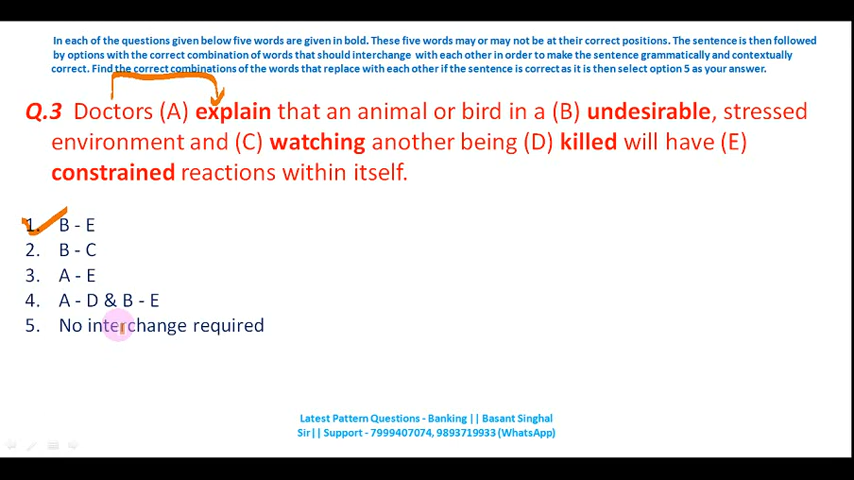 In each of the questions given below five words are given in bold. These five words may or may not be at their correct positions. The sentence is then followed
by options with the correct combination of words that should interchange with each other in order to make the sentence grammatically and contextually
correct. Find the correct combinations of the words that replace with each other if the sentence is correct as it is then select option 5 as your answer.
Q.3 Doctors (A) explain that an animal or bird in a (B) undesirable, stressed
environment and (C) watching another being (D) killed will have (E)
constrained reactions within itself.
1. B - E
2. B - C
3. A - E
4. A - D & B - E
5. No interchange required
Latest Pattern Questions - Banking || Basant Singhal
Sir|| Support - 7999407074, 9893719933 (WhatsApp)